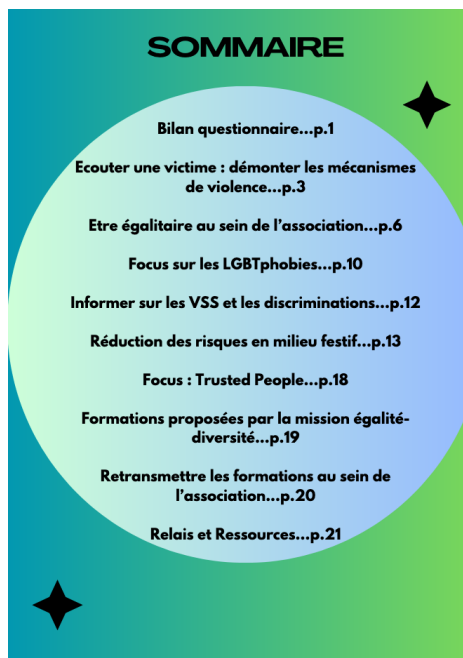 SOMMAIRE
Bilan questionnaire...p.1
Ecouter une victime : démonter les mécanismes
de violence...p.3
Etre égalitaire au sein de l'association...p.6
Focus sur les LGBTphobies...p.10
Informer sur les VSS et les discriminations...p.12
Réduction des risques en milieu festif...p.13
Focus : Trusted People...p.18
Formations proposées par la mission égalité-
diversité...p.19
Retransmettre les formations au sein de
l'association...p.20
Relais et Ressources...p.21